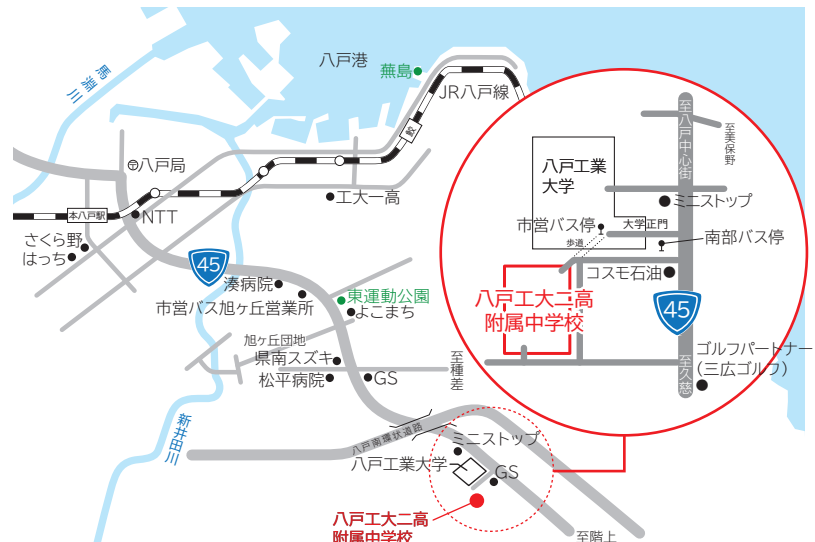 八戸港
蕪島
馬淵川
JR八戸線
鮫
〒八戸局
工大一高
本八戸駅
NTT
さくら野
はっち
45
湊病院
市営バス旭ヶ丘営業所
東運動公園
よこまち
旭ヶ丘団地
県南スズキ
松平病院
GS
至種差
新井田川
八戸南環状道路
ミニストップ
八戸工業大学
GS
八戸工大二高
附属中学校
至階上
至八戸中心街
至美保野
八戸工業
大学
ミニストップ
市営バス停
大学正門
歩道
南部バス停
コスモ石油
八戸工大二高
附属中学校
45
至久慈
ゴルフパートナー
(三広ゴルフ)